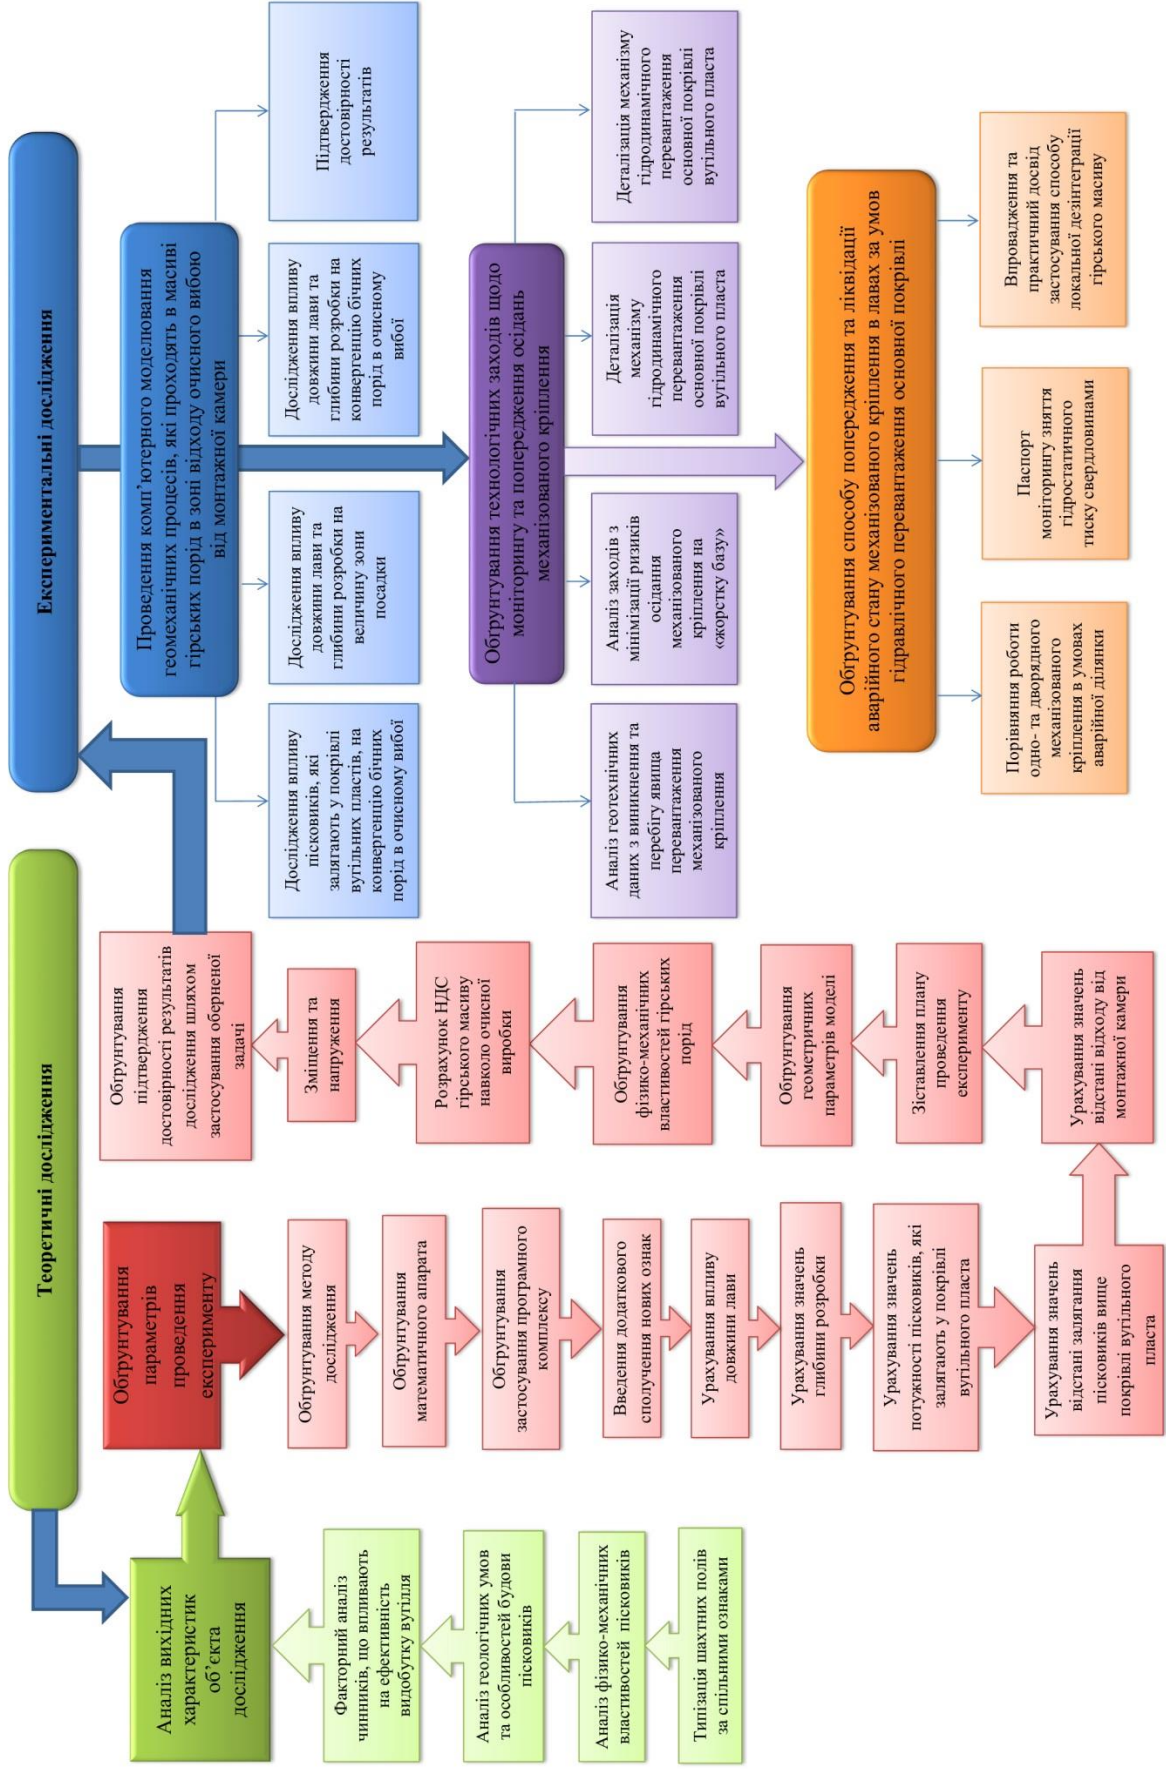 Теоретичні дослідження
Експериментальні дослідження
Аналіз вихідних
характеристик
об’єкта
дослідження
Факторний аналіз
чинників, що впливають
на ефективність
видобутку вугілля
Аналіз геологічних умов
та особливостей будови
пісковиків
Аналіз фізико-механічних
властивостей пісковиків
Типізація шахтних полів
за спільними ознаками
Обґрунтування
параметрів
проведення
експерименту
Обґрунтування методу
дослідження
Обґрунтування
математичного апарата
Обґрунтування
застосування програмного
комплексу
Введення додаткового
сполучення нових ознак
Урахування впливу
довжини лави
Урахування значень
глибини розробки
Урахування значень
потужності пісковиків, які
залягають у покрівлі
вугільного пласта
Урахування значень
відстані залягання
пісковиків вище
покрівлі вугільного
пласта
Урахування значень
відстані відходу від
монтажної камери
Зіставлення плану
проведення
експерименту
Обґрунтування
геометричних
параметрів моделі
Обґрунтування
фізико-механічних
властивостей гірських
порід
Розрахунок НДС
гірського масиву
навколо очисної
виробки
Зміщення та
напруження
Обґрунтування
підтвердження
достовірності результатів
дослідження шляхом
застосування оберненої
задачі
Проведення комп’ютерного моделювання
геомеханічних процесів, які проходять в масиві
гірських порід в зоні відходу очисного вибою
від монтажної камери
Дослідження впливу
пісковиків, які
залягають у покрівлі
вугільних пластів, на
конвергенцію бічних
порід в очисному вибої
Дослідження впливу
довжини лави та
глибини розробки на
величину зони
посадки
Дослідження впливу
довжини лави та
глибини розробки на
конвергенцію бічних
порід в очисному
вибої
Підтвердження
достовірності
результатів
Обґрунтування технологічних заходів щодо
моніторингу та попередження осідань
механізованого кріплення
Аналіз геотехнічних
даних з виникнення та
перебігу явища
перевантаження
механізованого
кріплення
Аналіз заходів з
мінімізації ризиків
осідання
механізованого
кріплення на
«жорстку базу»
Деталізація
механізму
гідродинамічного
перевантаження
основної покрівлі
вугільного пласта
Деталізація механізму
гідродинамічного
перевантаження
основної покрівлі
вугільного пласта
Обґрунтування способу попередження та ліквідації
аварійного стану механізованого кріплення в лавах за умов
гідравлічного перевантаження основної покрівлі
Порівняння роботи
одно- та дворядного
механізованого
кріплення в умовах
аварійної ділянки
Паспорт
моніторингу зняття
гідростатичного
тиску свердловинами
Впровадження та
практичний досвід
застосування способу
локальної дезінтеграції
гірського масиву